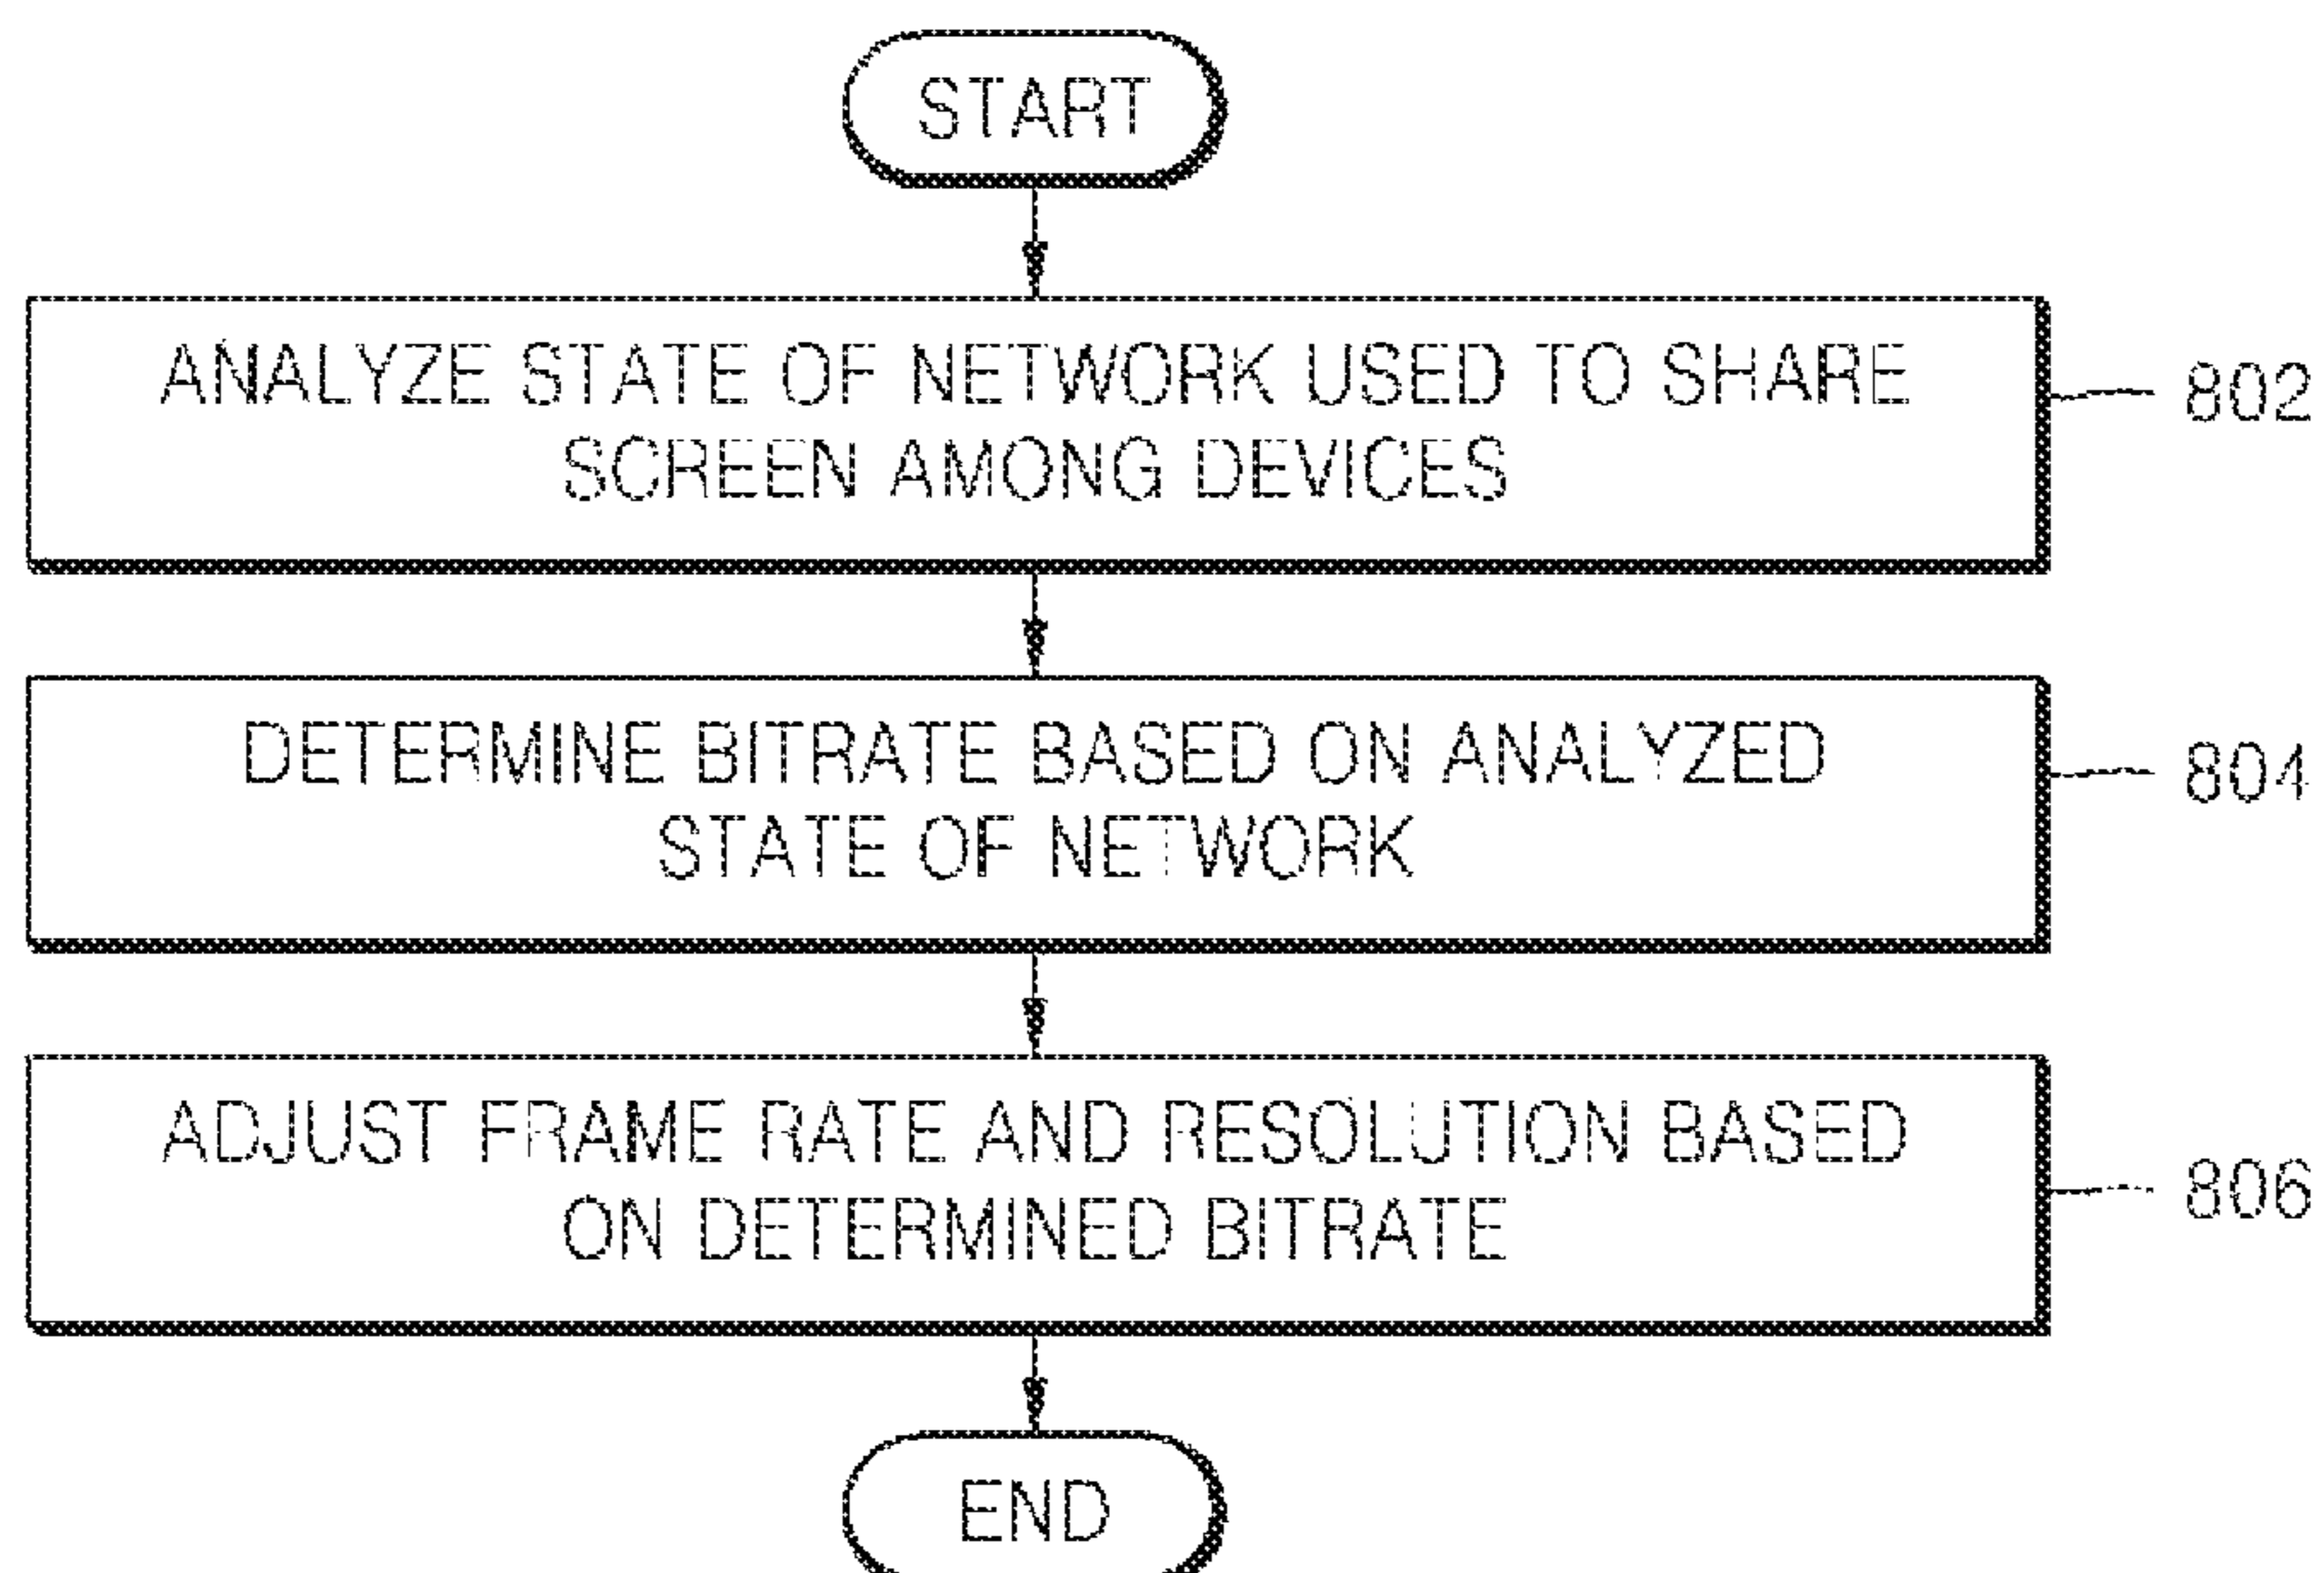 START
ANALYZE STATE OF NETWORK USED TO SHARE
SCREEN AMONG DEVICES
802
DETERMINE BITRATE BASED ON ANALYZED
STATE OF NETWORK
804
ADJUST FRAME RATE AND RESOLUTION BASED
ON DETERMINED BITRATE
806
END